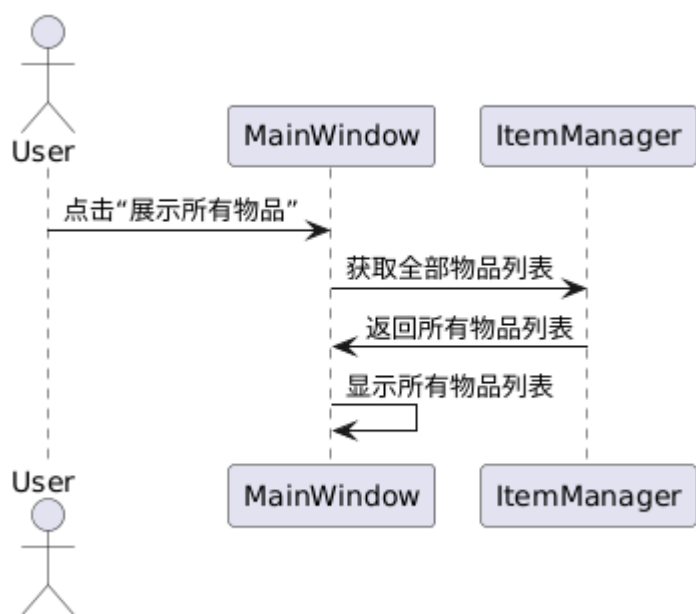 User
MainWindow
ItemManager
点击“展示所有物品”
获取全部物品列表
返回所有物品列表
显示所有物品列表
User
MainWindow
ItemManager